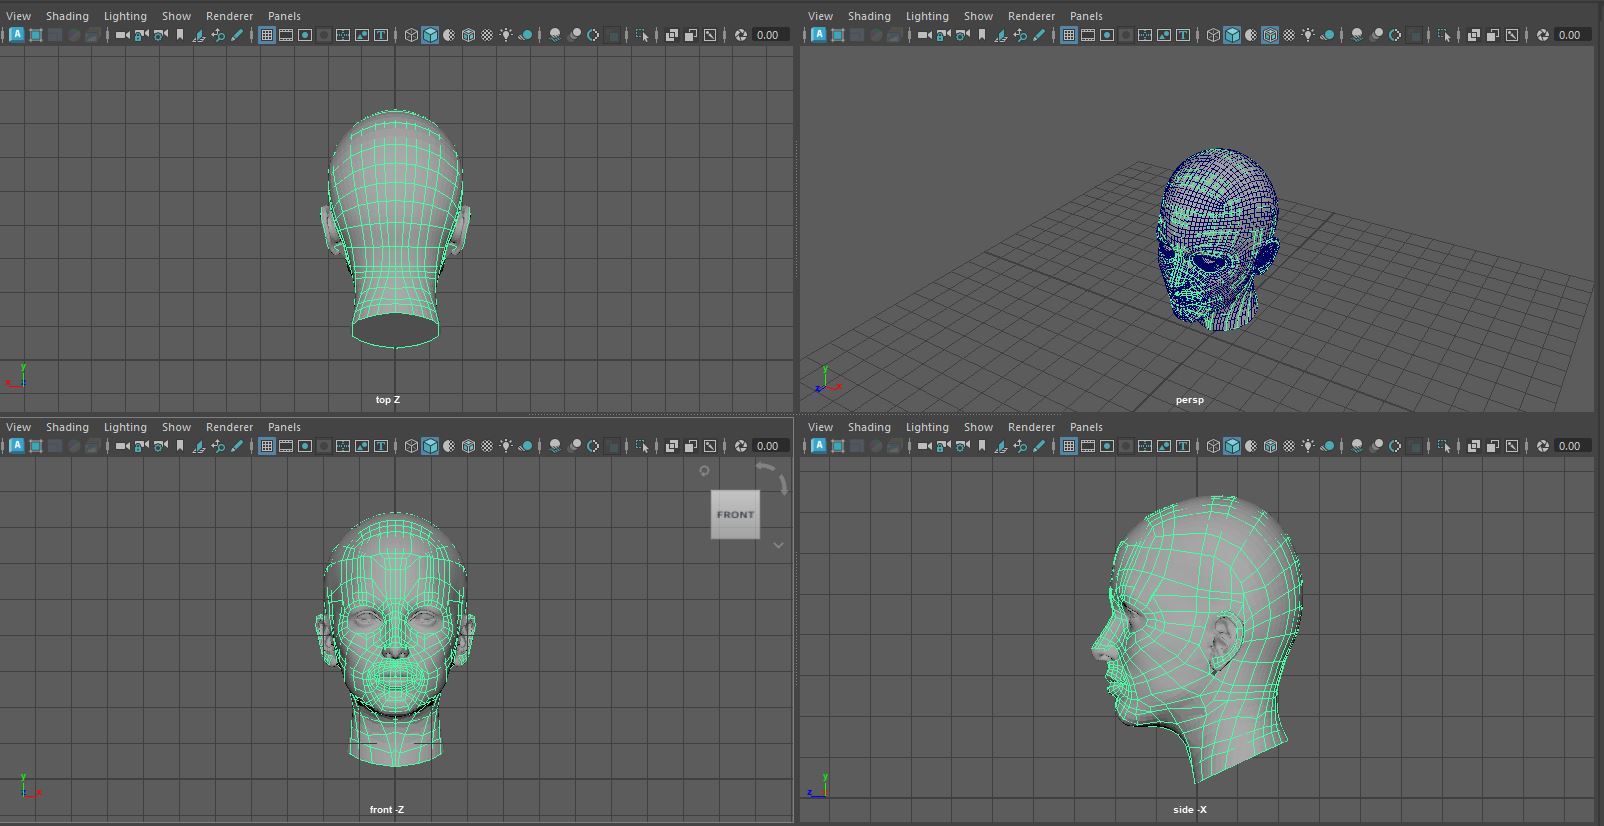 View Shading Lighting Show Renderer Panels
A T 0.00
y
x z
top Z
View Shading Lighting Show Renderer Panels
A T 0.00
y
z x
persp
View Shading Lighting Show Renderer Panels
A T 0.00
FRONT
y
z x
front -Z
View Shading Lighting Show Renderer Panels
A T 0.00
y
z
side -X